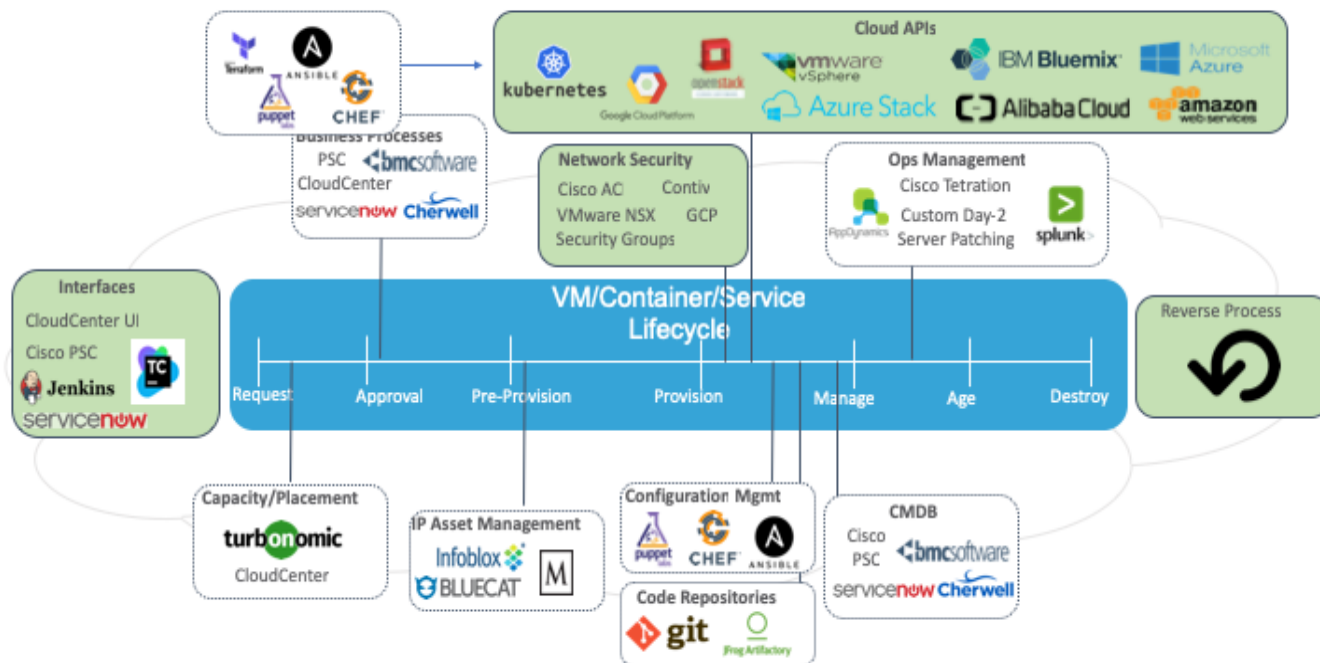 Cloud APIs
Terraform
ANSIBLE
puppet
labs
CHEF
kubernetes
Google Cloud Platform
openstack
vmware
vSphere
IBM Bluemix
Microsoft
Azure
Azure Stack
Alibaba Cloud
amazon
web services
Business Processes
PSC
bmcsoftware
CloudCenter
servicenow
Cherwell
Network Security
Cisco AC
Contiv
VMware NSX
GCP
Security Groups
Ops Management
Cisco Tetration
AppDynamics
Custom Day-2
Server Patching
splunk>
Interfaces
CloudCenter UI
Cisco PSC
TC
Jenkins
servicenow
VM/Container/Service
Lifecycle
Request
Approval
Pre-Provision
Provision
Manage
Age
Destroy
Reverse Process
Capacity/Placement
turbonomic
CloudCenter
IP Asset Management
Infoblox
BLUECAT
M
Configuration Mgmt
puppet
labs
CHEF
ANSIBLE
Code Repositories
git
JFrog Artifactory
CMDB
Cisco
PSC
bmcsoftware
servicenow
Cherwell